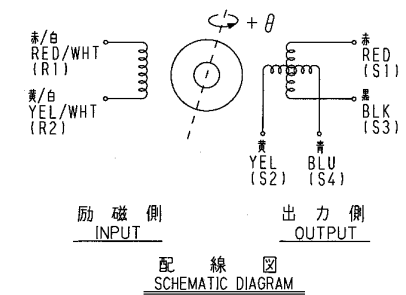 +θ
赤/白
RED/WHT
(R1)
黄/白
YEL/WHT
(R2)
赤
RED
(S1)
黒
BLK
(S3)
黄
YEL
(S2)
青
BLU
(S4)
励磁側
INPUT
出力側
OUTPUT
配線図
SCHEMATIC DIAGRAM